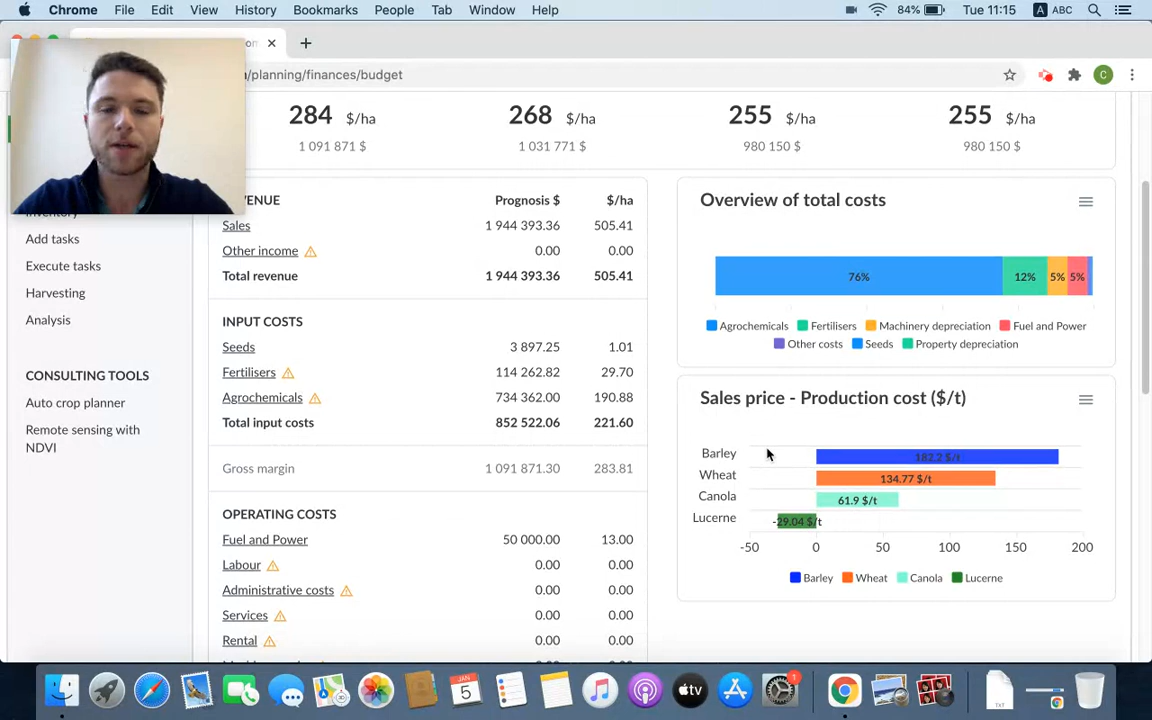 Chrome File Edit View History Bookmarks People Tab Window Help 84% Tue 11:15 A ABC
/planning/finances/budget C
284 $/ha 268 $/ha 255 $/ha 255 $/ha
1 091 871 $ 1 031 771 $ 980 150 $ 980 150 $
Add tasks
Execute tasks
Harvesting
Analysis
CONSULTING TOOLS
Auto crop planner
Remote sensing with
NDVI
Prognosis $ $/ha
Sales 1 944 393.36 505.41
Other income 0.00 0.00
Total revenue 1 944 393.36 505.41
INPUT COSTS
Seeds 3 897.25 1.01
Fertilisers 114 262.82 29.70
Agrochemicals 734 362.00 190.88
Total input costs 852 522.06 221.60
Gross margin 1 091 871.30 283.81
OPERATING COSTS
Fuel and Power 50 000.00 13.00
Labour 0.00 0.00
Administrative costs 0.00 0.00
Services 0.00 0.00
Rental 0.00 0.00
Overview of total costs
76% 12% 5% 5%
Agrochemicals Fertilisers Machinery depreciation Fuel and Power
Other costs Seeds Property depreciation
Sales price - Production cost ($/t)
Barley 182.2 $/t
Wheat 134.77 $/t
Canola 61.9 $/t
Lucerne -29.04 $/t
-50 0 50 100 150 200
Barley Wheat Canola Lucerne
5 1
TXT